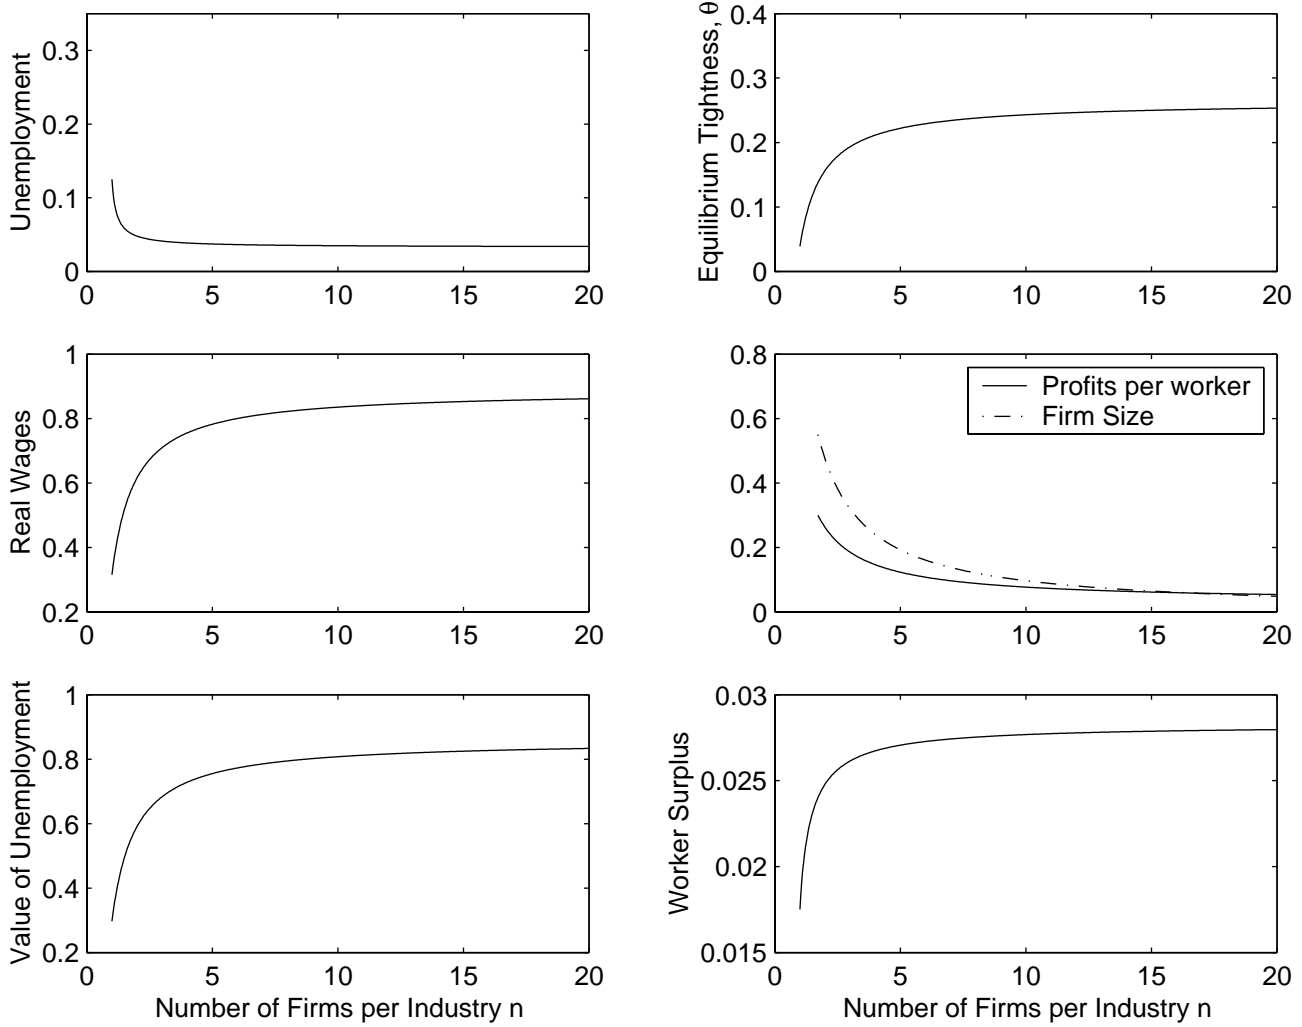 Unemployment
0.3
0.2
0.1
0
0 5 10 15 20
Equilibrium Tightness, θ
0.4
0.3
0.2
0.1
0
0 5 10 15 20
Real Wages
1
0.8
0.6
0.4
0.2
0 5 10 15 20
0.8
0.6
0.4
0.2
0
0 5 10 15 20
Profits per worker
Firm Size
Value of Unemployment
1
0.8
0.6
0.4
0.2
0 5 10 15 20
Number of Firms per Industry n
Worker Surplus
0.03
0.025
0.02
0.015
0 5 10 15 20
Number of Firms per Industry n